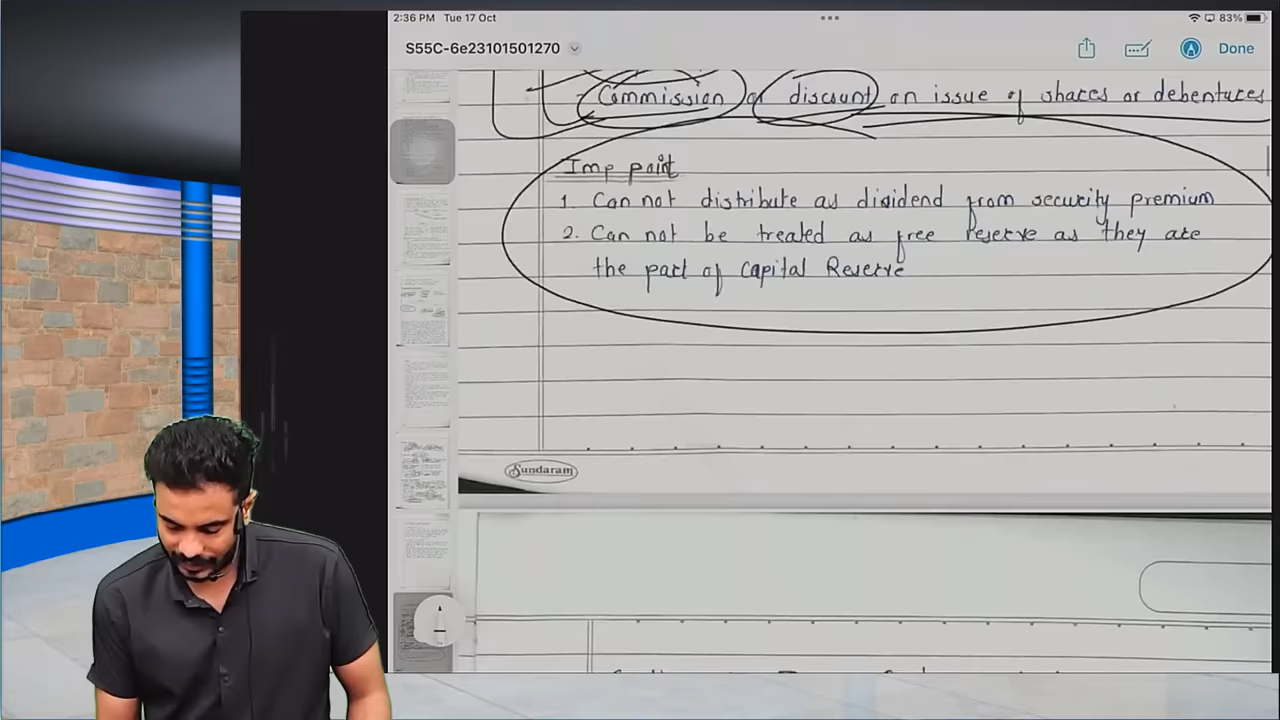 2:36 PM Tue 17 Oct
83%
S55C-6e23101501270
Done
- Commission or discount on issue of shares or debentures
Imp point
1. Can not distribute as dividend from security premium
2. Can not be treated as free reserve as they are
the part of Capital Reserve
Sundaram